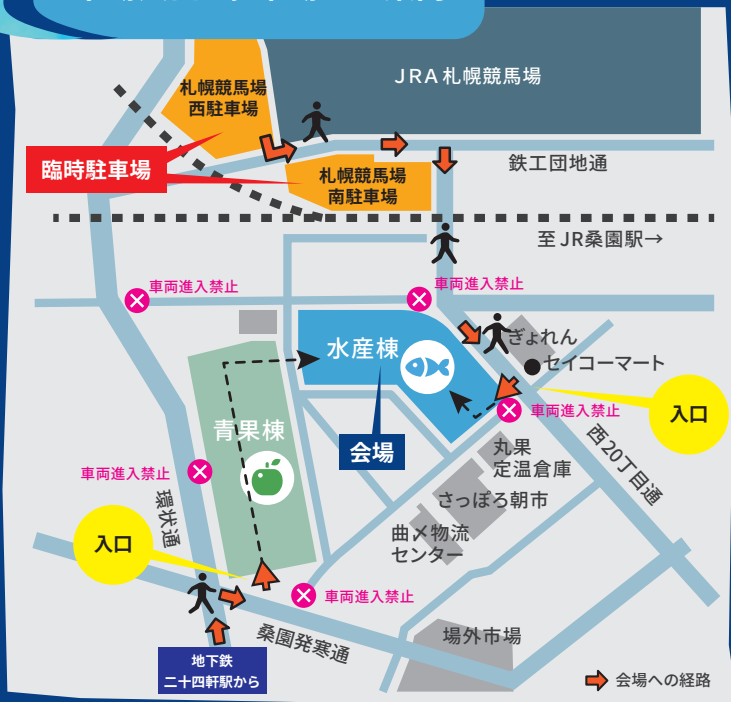 JRA札幌競馬場
札幌競馬場
西駐車場
臨時駐車場
札幌競馬場
南駐車場
鉄工団地通
至JR桑園駅→
車両進入禁止
車両進入禁止
ぎょれん
セイコーマート
水産棟
会場
入口
車両進入禁止
青果棟
丸果
定温倉庫
西20丁目通
車両進入禁止
さっぽろ朝市
環状通
曲〆物流
センター
入口
車両進入禁止
桑園発寒通
場外市場
地下鉄
二十四軒駅から
会場への経路